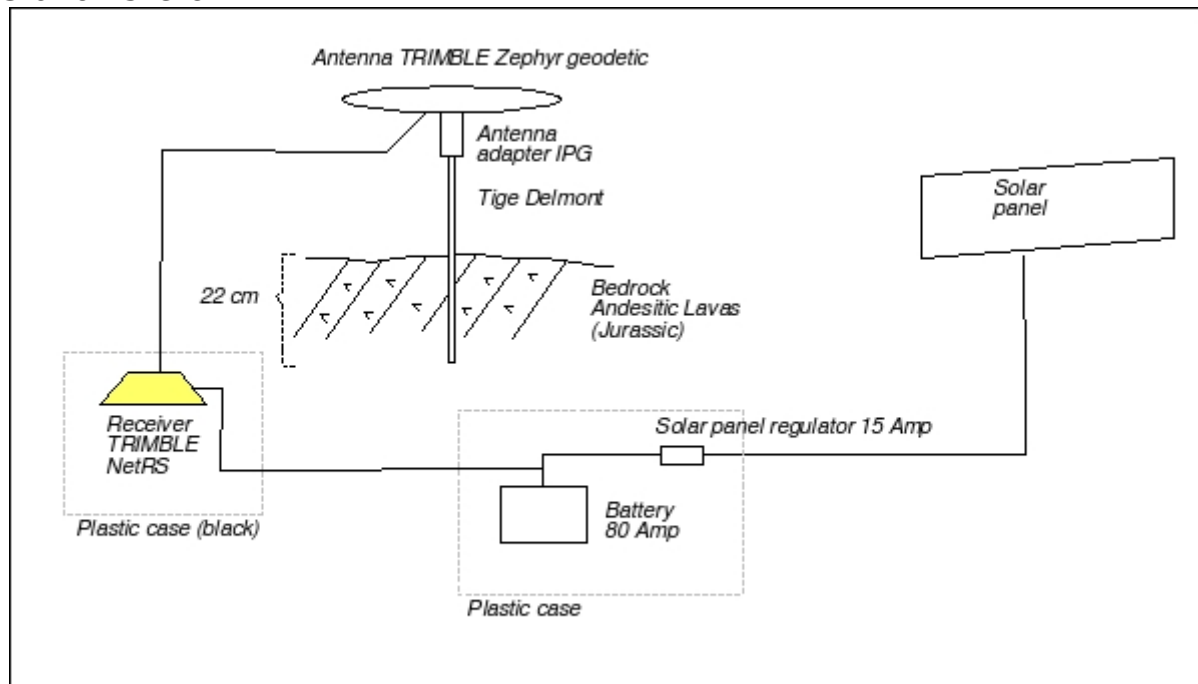 Antenna TRIMBLE Zephyr geodetic
Antenna
adapter IPG
Tige Delmont
Solar
panel
22 cm
Bedrock
Andesitic Lavas
(Jurassic)
Receiver
TRIMBLE
NetRS
Plastic case (black)
Solar panel regulator 15 Amp
Battery
80 Amp
Plastic case